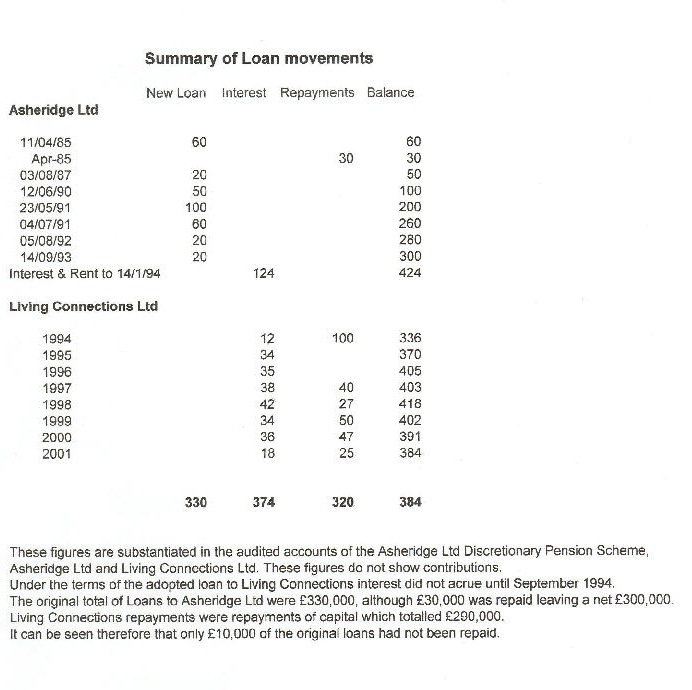 Summary of Loan movements
New Loan Interest Repayments Balance
Asheridge Ltd
11/04/85 60 60
Apr-85 30 30
03/08/87 20 50
12/06/90 50 100
23/05/91 100 200
04/07/91 60 260
05/08/92 20 280
14/09/93 20 300
Interest & Rent to 14/1/94 124 424
Living Connections Ltd
1994 12 100 336
1995 34 370
1996 35 405
1997 38 40 403
1998 42 27 418
1999 34 50 402
2000 36 47 391
2001 18 25 384
330 374 320 384
These figures are substantiated in the audited accounts of the Asheridge Ltd Discretionary Pension Scheme,
Asheridge Ltd and Living Connections Ltd. These figures do not show contributions.
Under the terms of the adopted loan to Living Connections interest did not acrue until September 1994.
The original total of Loans to Asheridge Ltd were £330,000, although £30,000 was repaid leaving a net £300,000.
Living Connections repayments were repayments of capital which totalled £290,000.
It can be seen therefore that only £10,000 of the original loans had not been repaid.